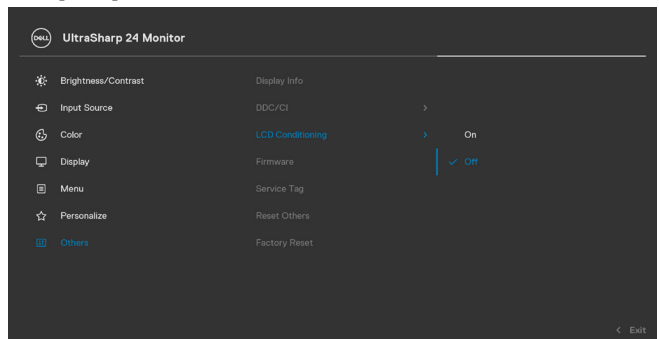 DELL UltraSharp 24 Monitor
Brightness/Contrast Display Info
Input Source DDC/CI >
Color LCD Conditioning > On
Display Firmware ✓ Off
Menu Service Tag
Personalize Reset Others
Others Factory Reset
< Exit